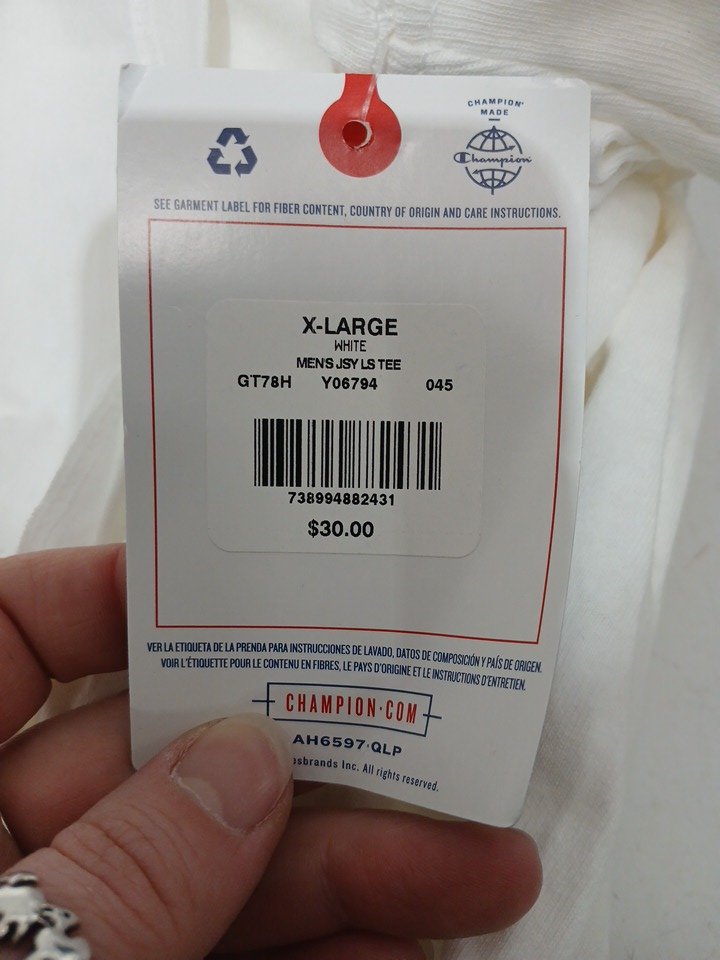 CHAMPION
MADE
Champion
SEE GARMENT LABEL FOR FIBER CONTENT, COUNTRY OF ORIGIN AND CARE INSTRUCTIONS.
X-LARGE
WHITE
MEN'S JSY LS TEE
GT78H Y06794 045
738994882431
$30.00
VER LA ETIQUETA DE LA PRENDA PARA INSTRUCCIONES DE LAVADO, DATOS DE COMPOSICIÓN Y PAÍS DE ORIGEN.
VOIR L'ÉTIQUETTE POUR LE CONTENU EN FIBRES, LE PAYS D'ORIGINE ET LE INSTRUCTIONS D'ENTRETIEN.
CHAMPION·COM
AH6597·QLP
esbrands Inc. All rights reserved.